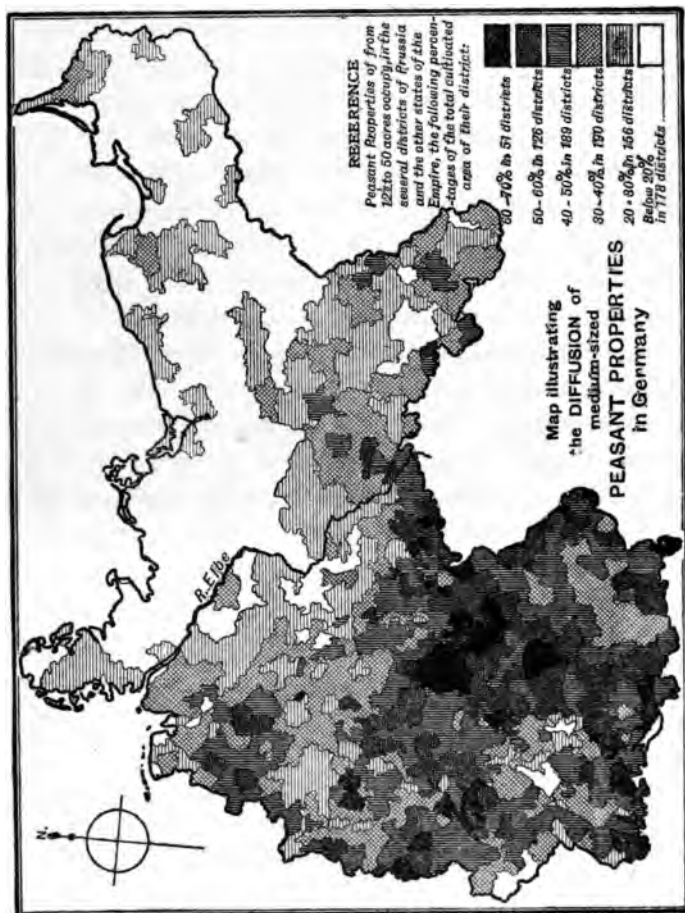 N.
R. Elbe
REFERENCE
Peasant Properties of from
12½ to 50 acres occupy, in the
several districts of Prussia
and the other states of the
Empire, the following percen-
-tages of the total cultivated
area of their district:
60–70% in 51 districts
50–60% in 126 districts
40–50% in 189 districts
30–40% in districts
20–30% in 156 districts
Below 20%
in 778 districts
Map illustrating
the DIFFUSION of
medium-sized
PEASANT PROPERTIES
in Germany